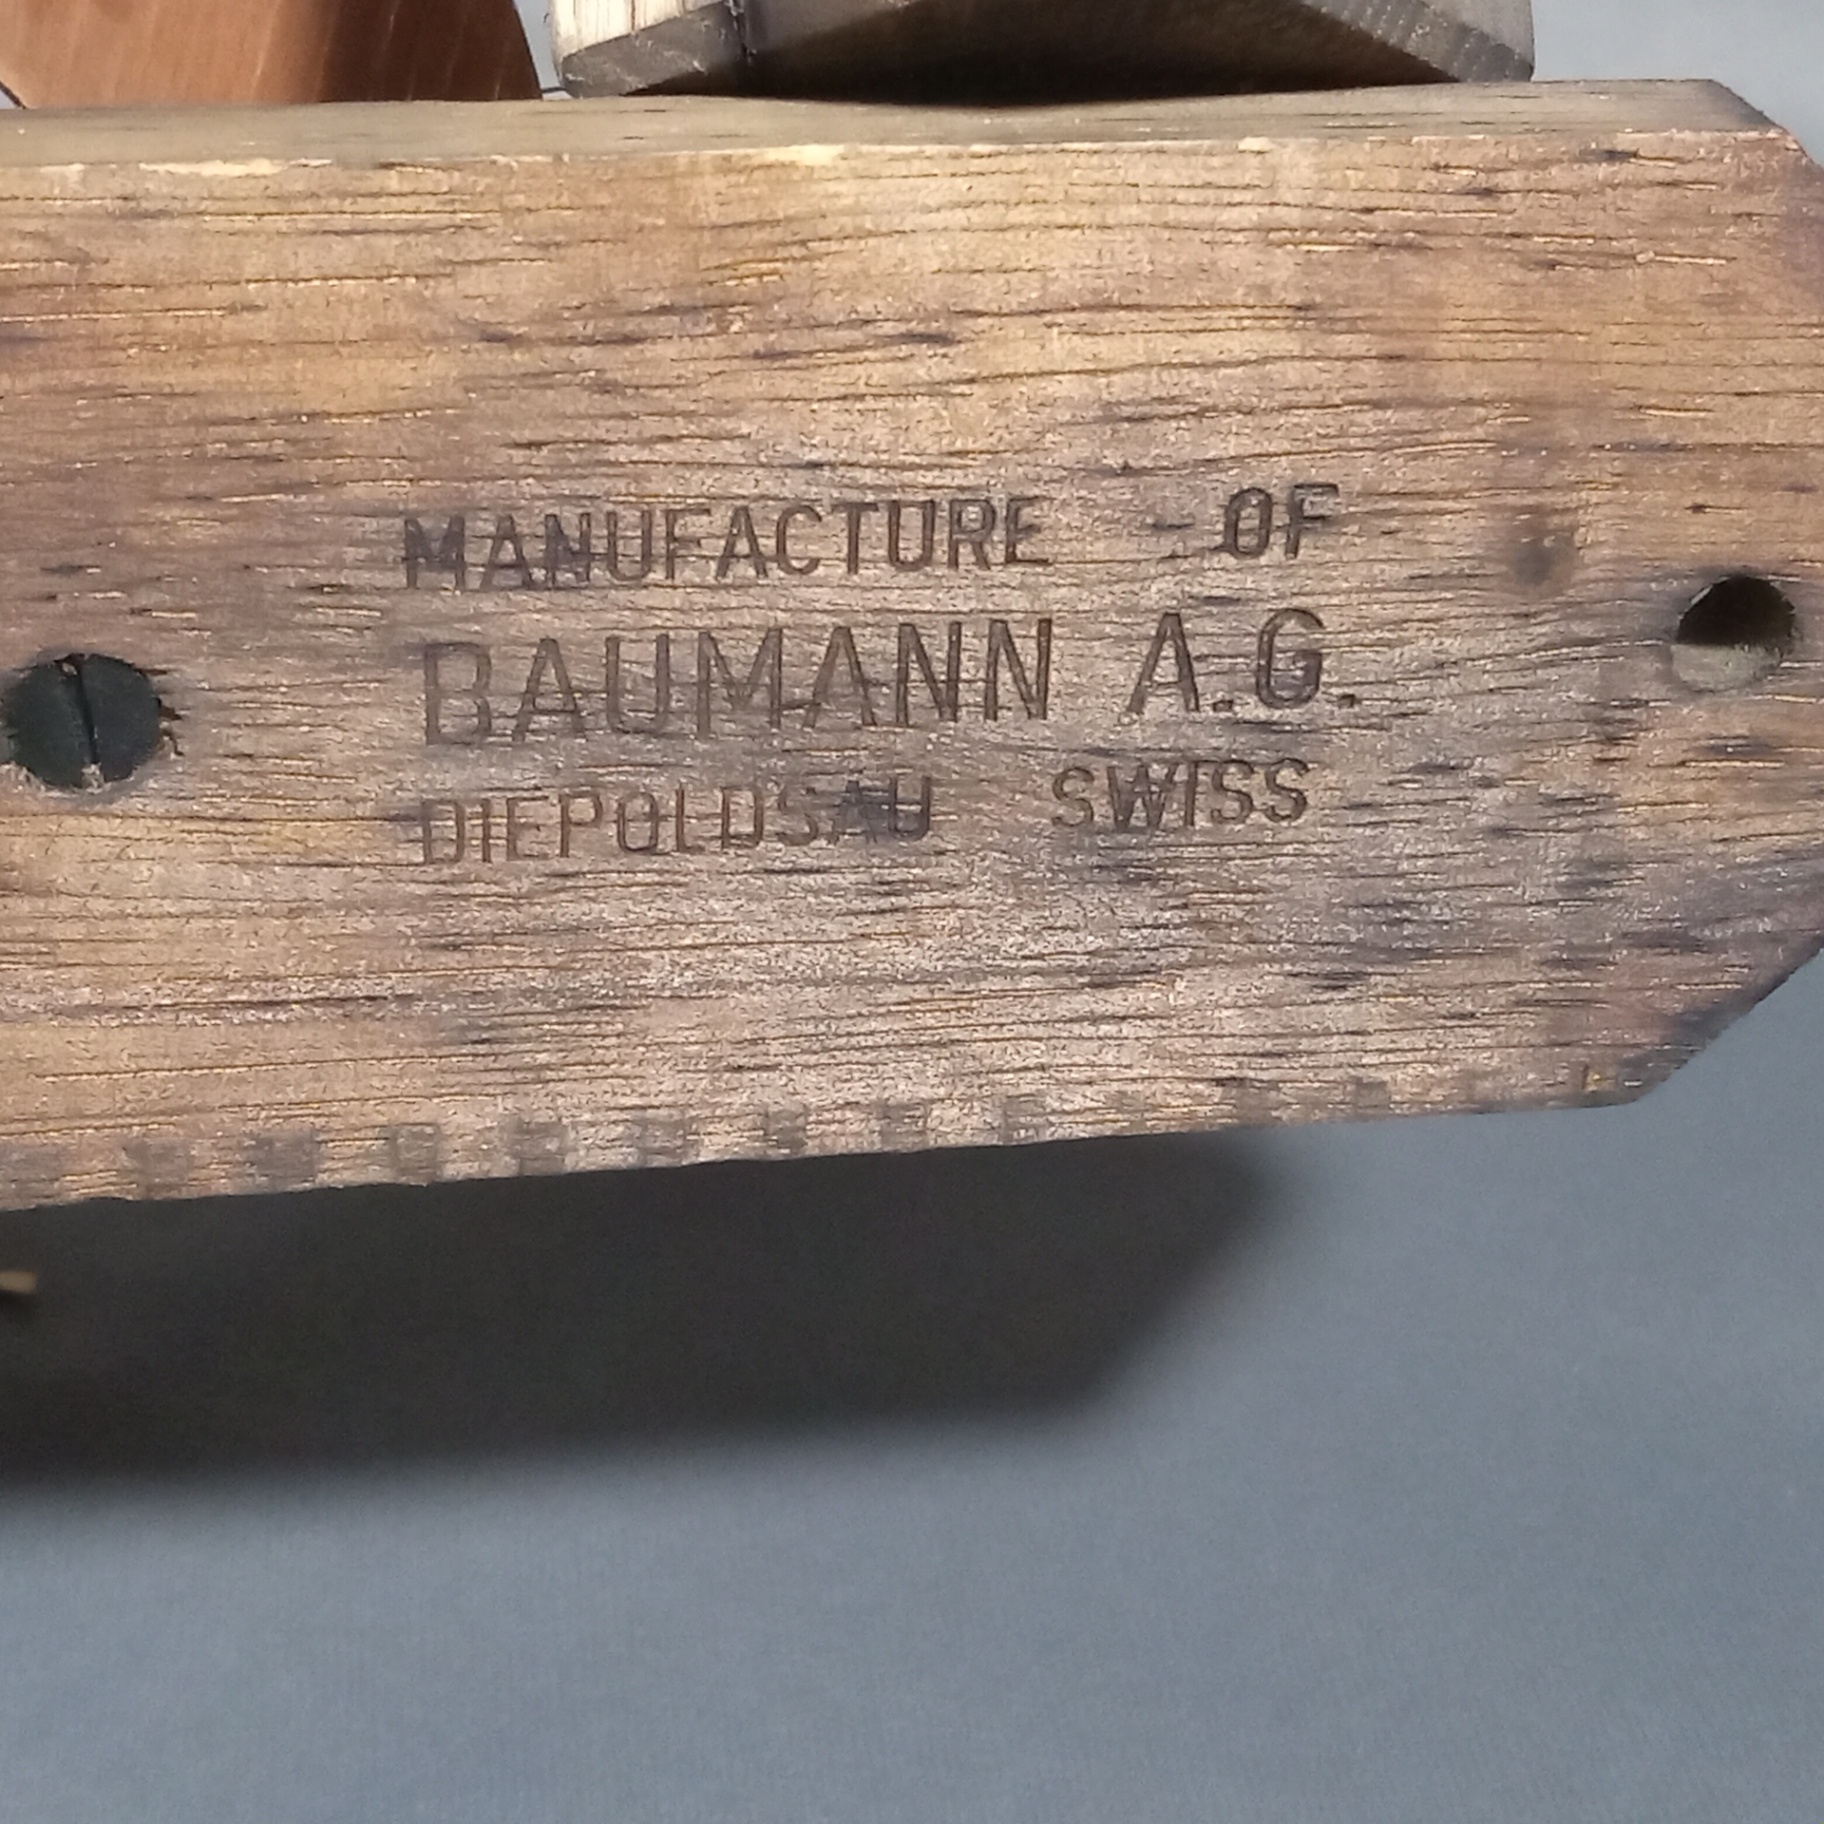 MANUFACTURE OF
BAUMANN A.G.
DIEPOLDSAU SWISS